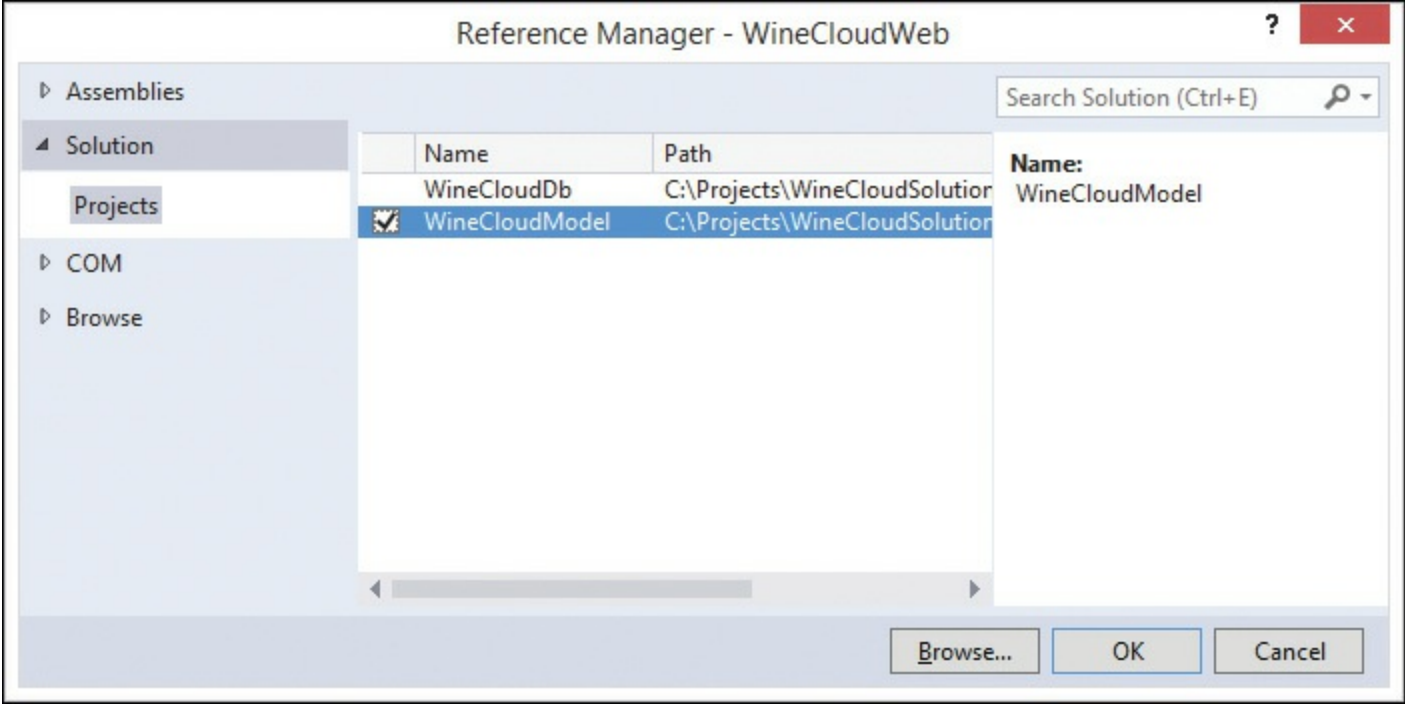 Reference Manager - WineCloudWeb
?
Assemblies
Search Solution (Ctrl+E)
Solution
Projects
COM
Browse
Name Path
WineCloudDb C:\Projects\WineCloudSolution
WineCloudModel C:\Projects\WineCloudSolution
Name:
WineCloudModel
Browse... OK Cancel